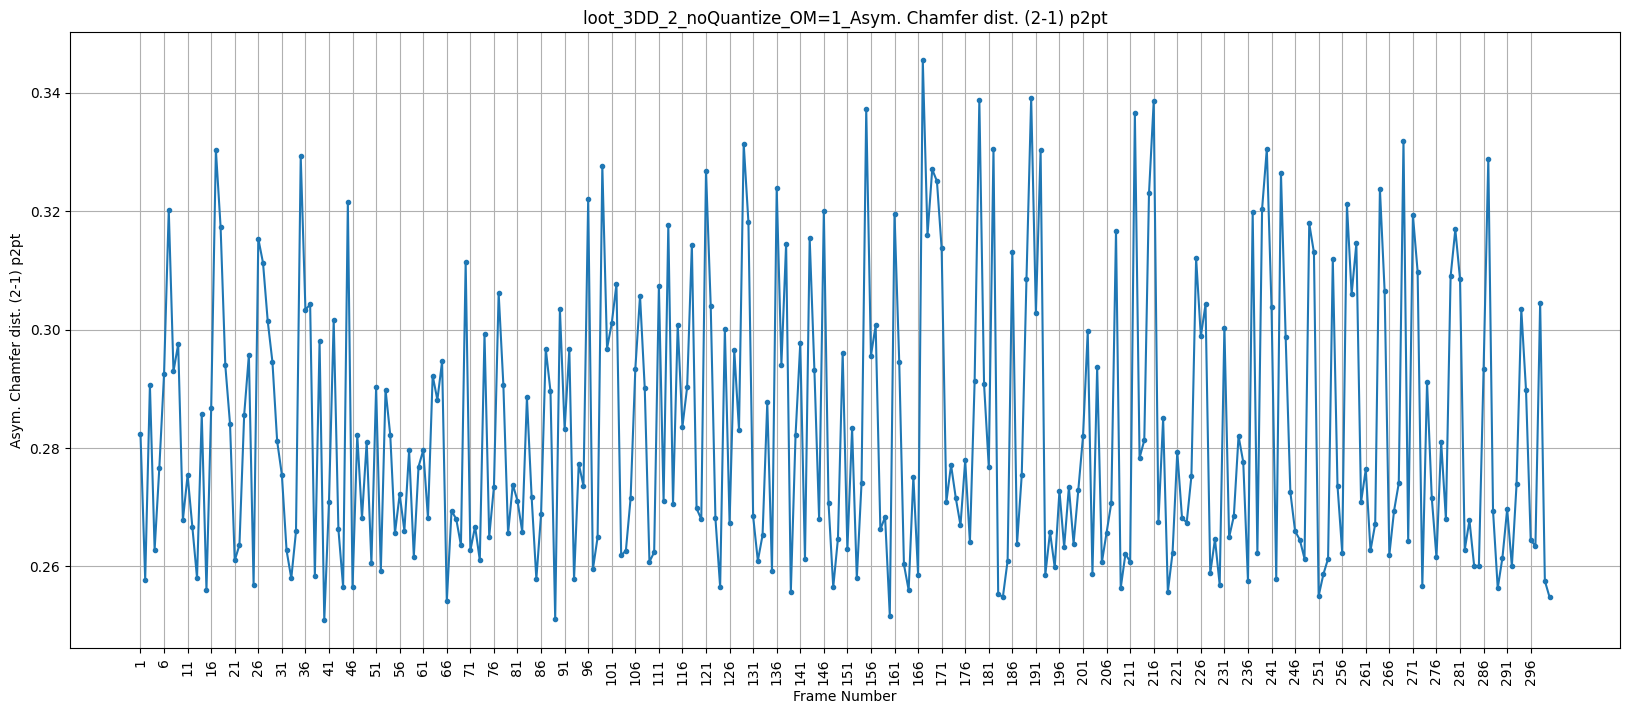 loot_3DD_2_noQuantize_OM=1_Asym. Chamfer dist. (2-1) p2pt
Asym. Chamfer dist. (2-1) p2pt
0.34
0.32
0.30
0.28
0.26
1 6 11 16 21 26 31 36 41 46 51 56 61 66 71 76 81 86 91 96 101 106 111 116 121 126 131 136 141 146 151 156 161 166 171 176 181 186 191 196 201 206 211 216 221 226 231 236 241 246 251 256 261 266 271 276 281 286 291 296
Frame Number